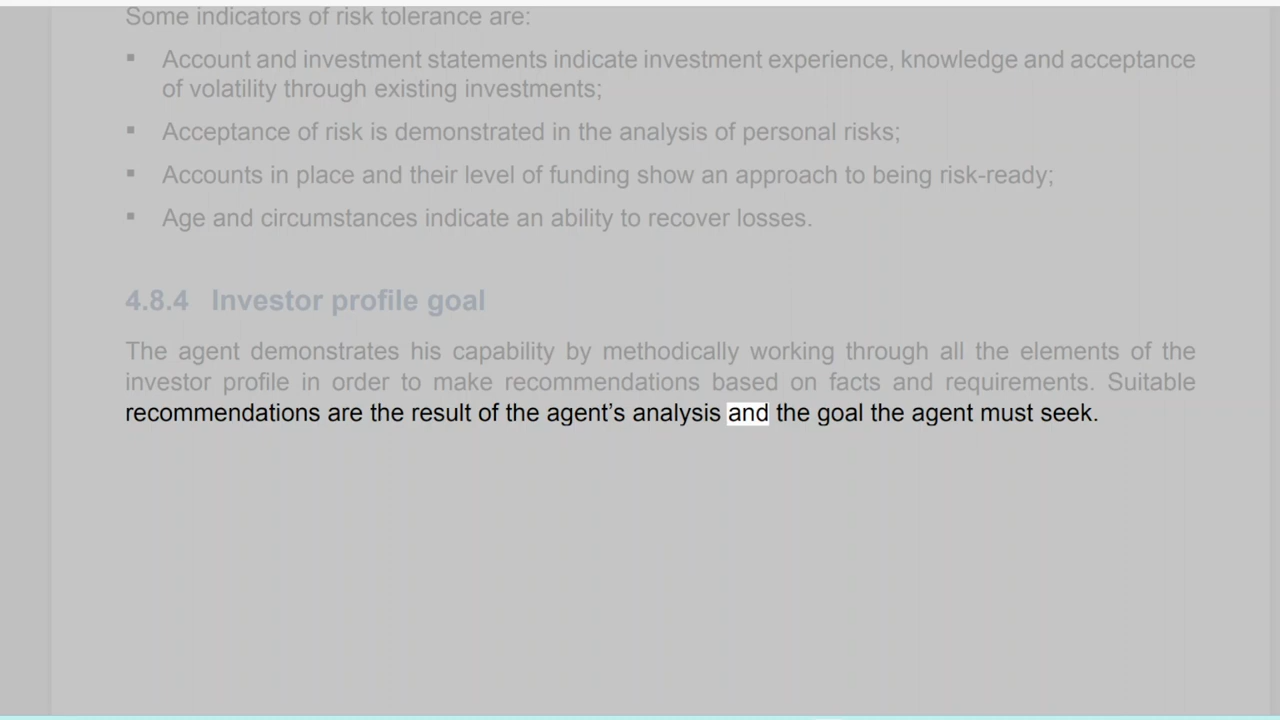 Some indicators of risk tolerance are:
▪ Account and investment statements indicate investment experience, knowledge and acceptance
of volatility through existing investments;
▪ Acceptance of risk is demonstrated in the analysis of personal risks;
▪ Accounts in place and their level of funding show an approach to being risk-ready;
▪ Age and circumstances indicate an ability to recover losses.
4.8.4 Investor profile goal
The agent demonstrates his capability by methodically working through all the elements of the
investor profile in order to make recommendations based on facts and requirements. Suitable
recommendations are the result of the agent’s analysis and the goal the agent must seek.